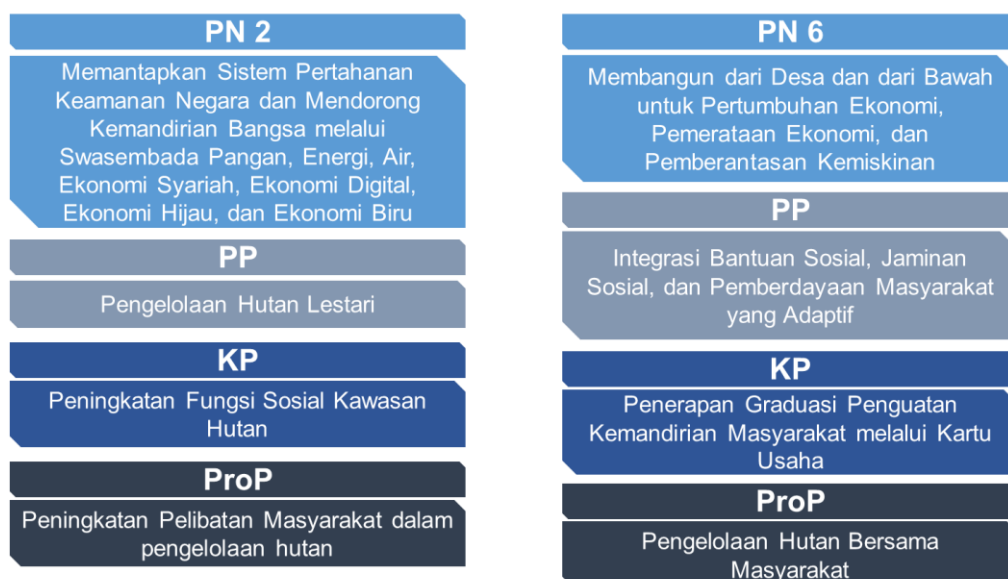 PN 2
Memantapkan Sistem Pertahanan
Keamanan Negara dan Mendorong
Kemandirian Bangsa melalui
Swasembada Pangan, Energi, Air,
Ekonomi Syariah, Ekonomi Digital,
Ekonomi Hijau, dan Ekonomi Biru
PP
Pengelolaan Hutan Lestari
KP
Peningkatan Fungsi Sosial Kawasan
Hutan
ProP
Peningkatan Pelibatan Masyarakat dalam
pengelolaan hutan
PN 6
Membangun dari Desa dan dari Bawah
untuk Pertumbuhan Ekonomi,
Pemerataan Ekonomi, dan
Pemberantasan Kemiskinan
PP
Integrasi Bantuan Sosial, Jaminan
Sosial, dan Pemberdayaan Masyarakat
yang Adaptif
KP
Penerapan Graduasi Penguatan
Kemandirian Masyarakat melalui Kartu
Usaha
ProP
Pengelolaan Hutan Bersama
Masyarakat